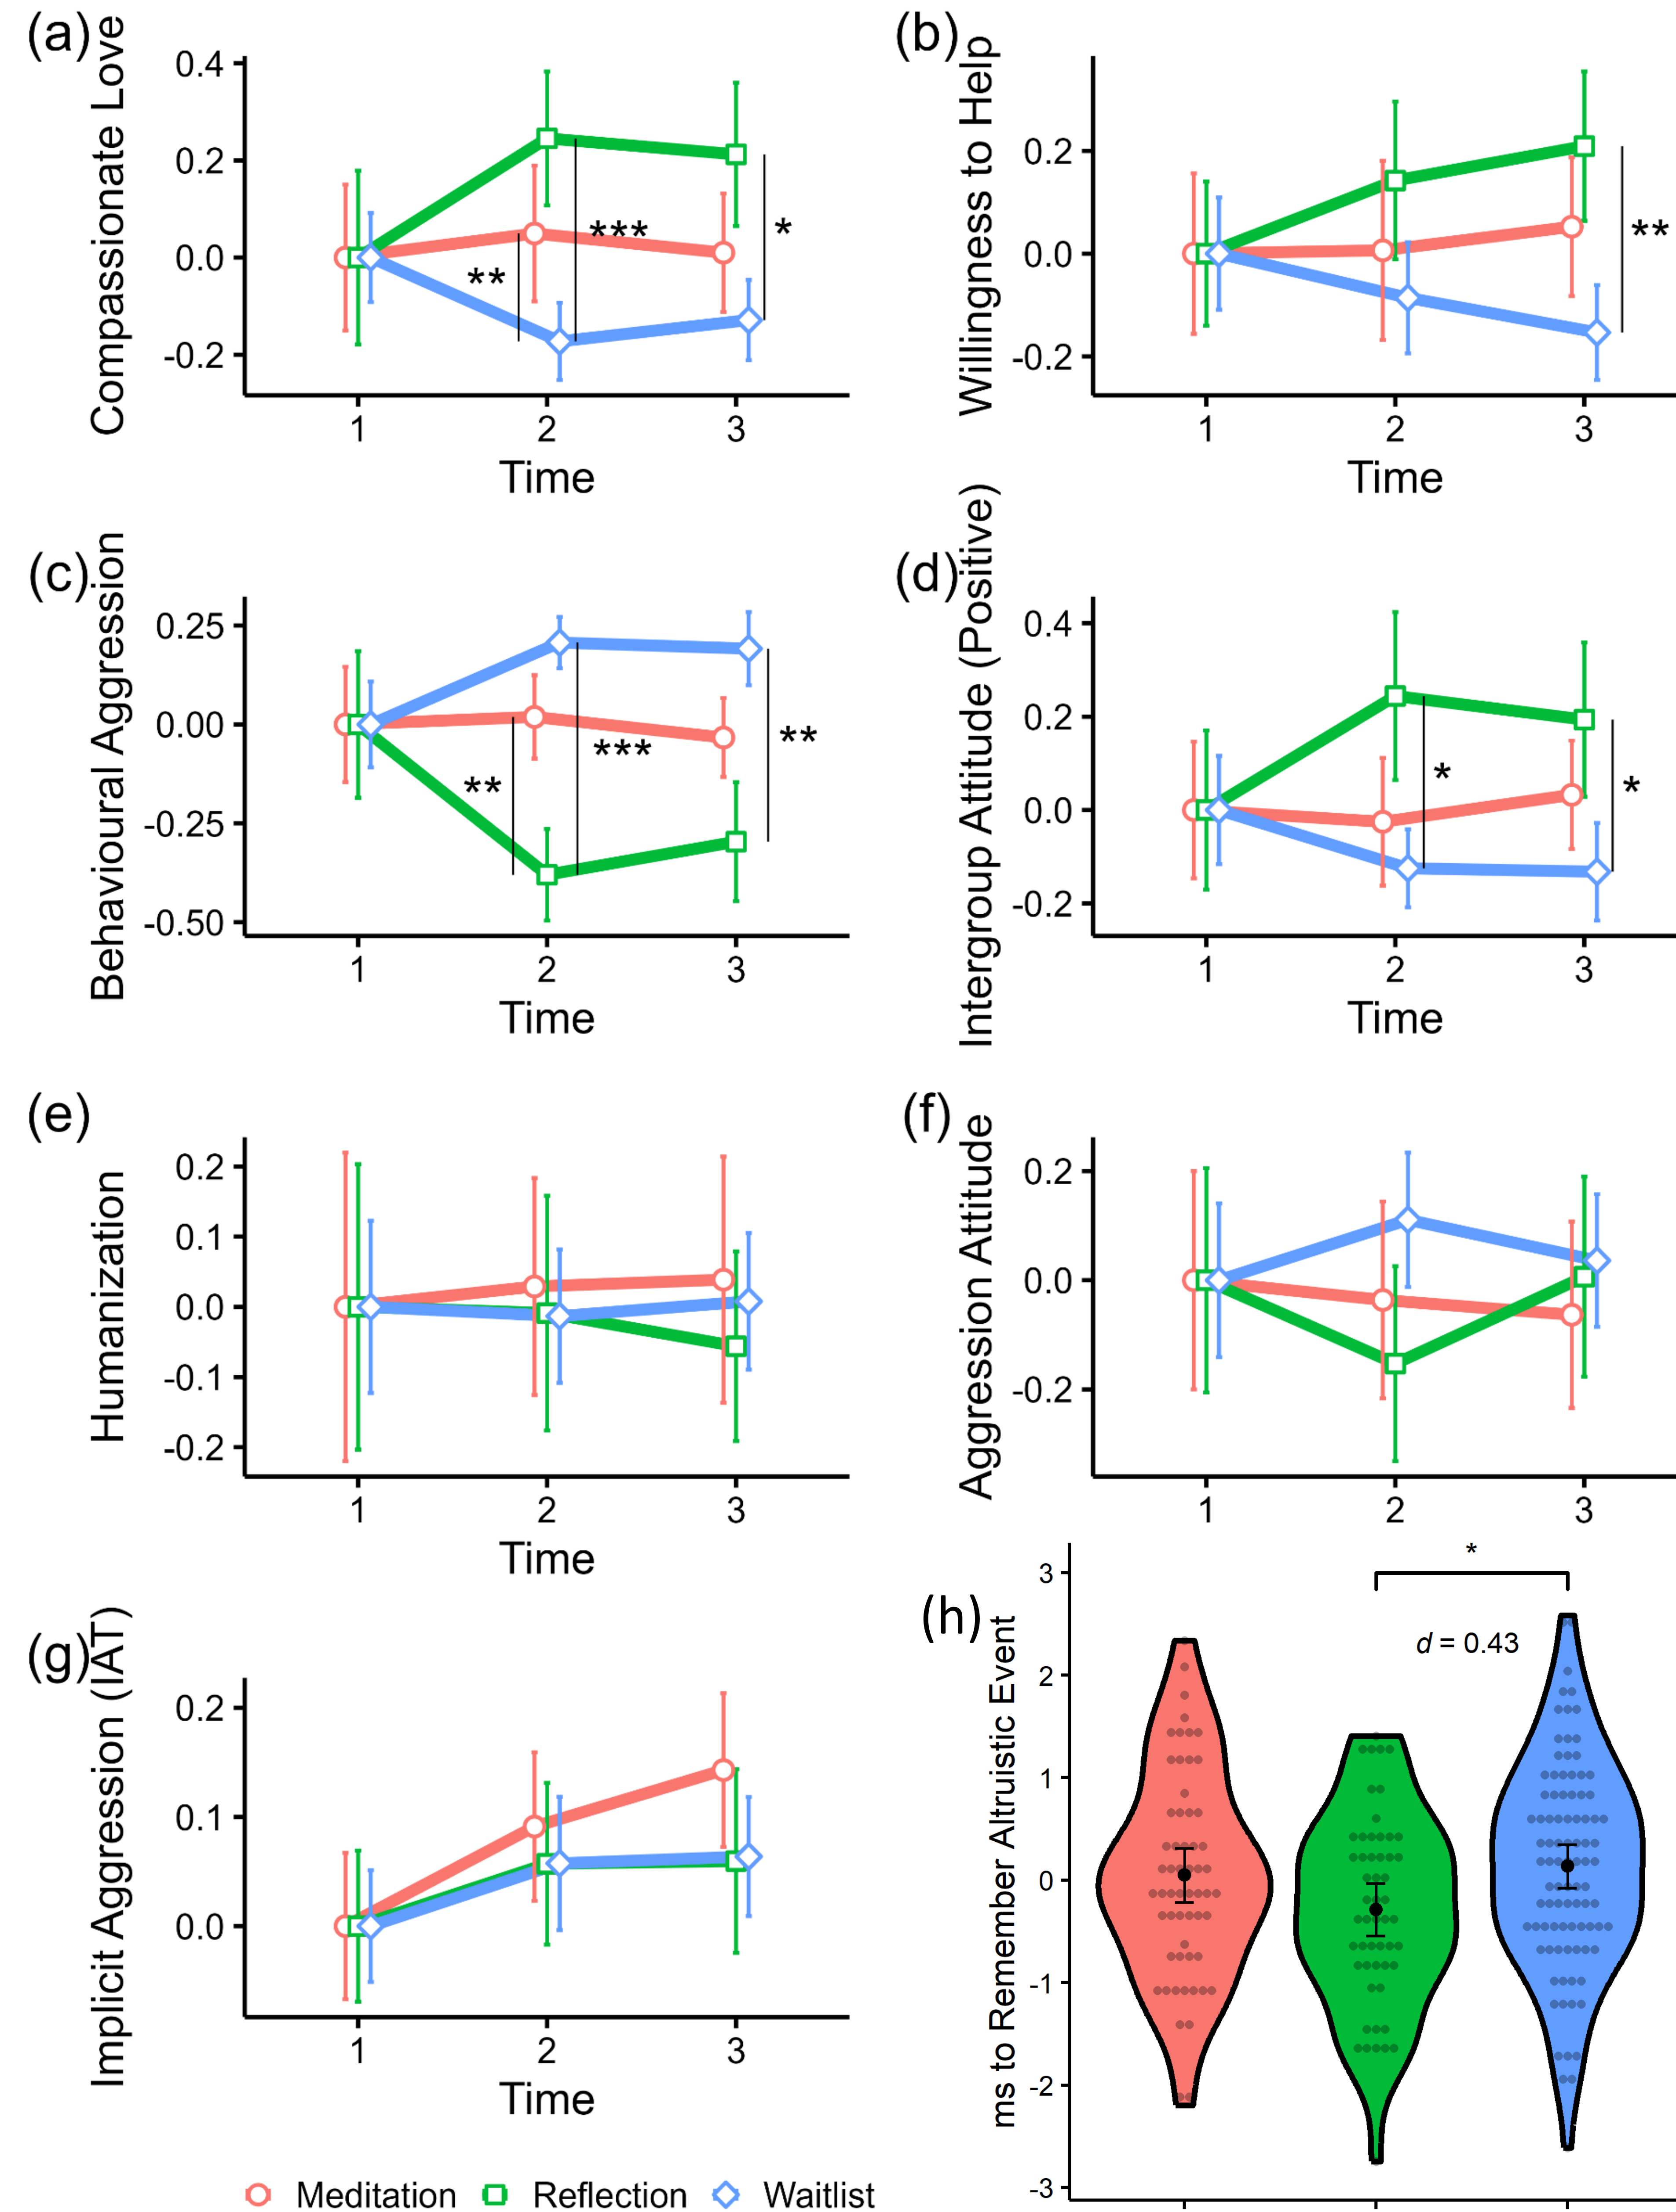 (a)
Compassionate Love
0.4
0.2
0.0
-0.2
**
***
*
1 2 3
Time
(b)
Willingness to Help
0.2
0.0
-0.2
**
1 2 3
Time
(c)
Behavioural Aggression
0.25
0.00
-0.25
-0.50
**
***
**
1 2 3
Time
(d)
Intergroup Attitude (Positive)
0.4
0.2
0.0
-0.2
*
*
1 2 3
Time
(e)
Humanization
0.2
0.1
0.0
-0.1
-0.2
1 2 3
Time
(f)
Aggression Attitude
0.2
0.0
-0.2
1 2 3
(g)
Implicit Aggression (IAT)
0.2
0.1
0.0
1 2 3
Time
(h)
ms to Remember Altruistic Event
3
2
1
0
-1
-2
-3
*
d = 0.43
Meditation Reflection Waitlist